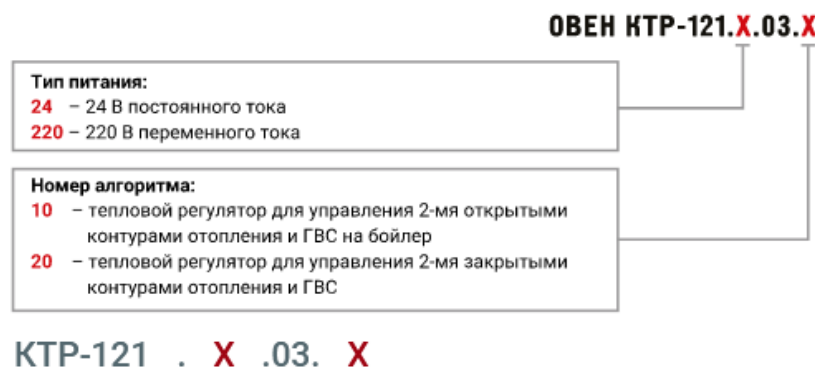 ОВЕН КТР-121.X.03.X
Тип питания:
24 – 24 В постоянного тока
220 – 220 В переменного тока
Номер алгоритма:
10 – тепловой регулятор для управления 2-мя открытыми
контурами отопления и ГВС на бойлер
20 – тепловой регулятор для управления 2-мя закрытыми
контурами отопления и ГВС
КТР-121 . X .03. X